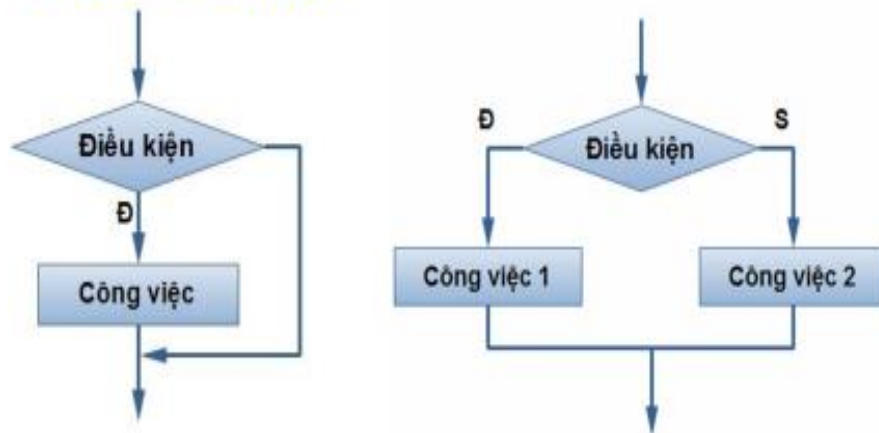 Điều kiện
Đ
Công việc
Đ
S
Điều kiện
Công việc 1
Công việc 2